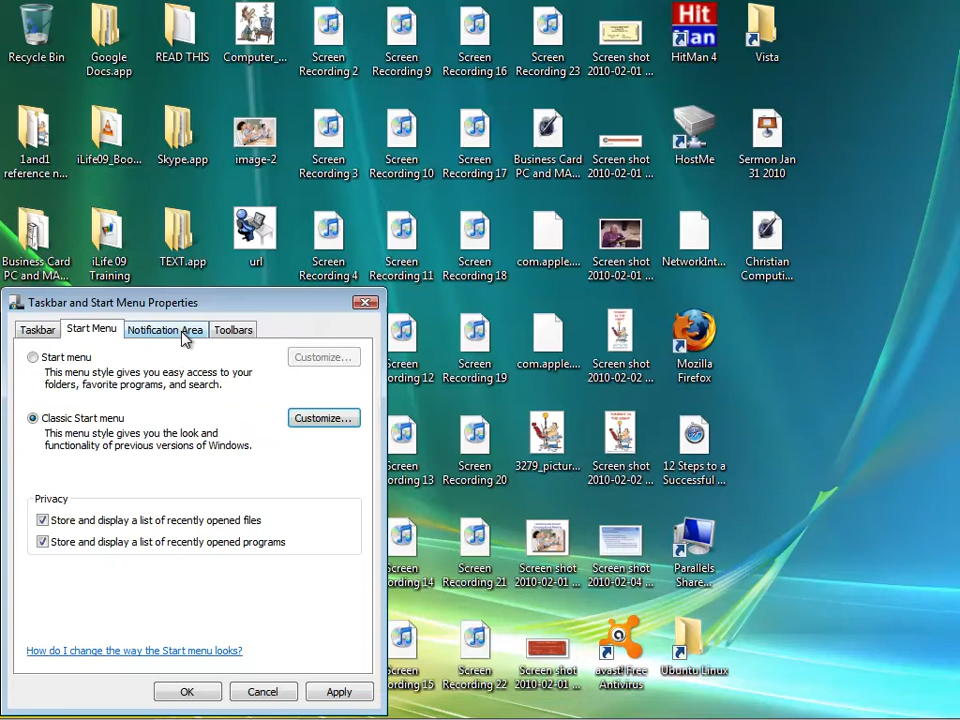 Recycle Bin
Google
Docs.app
READ THIS
Computer_...
Screen
Recording 2
Screen
Recording 9
Screen
Recording 16
Screen
Recording 23
Screen shot
2010-02-01 ...
Hit
Man
HitMan 4
Vista
1and1
reference n...
iLife09_Boo...
Skype.app
image-2
Screen
Recording 3
Screen
Recording 10
Screen
Recording 17
Business Card
PC and MA...
Screen shot
2010-02-01 ...
HostMe
Sermon Jan
31 2010
Business Card
PC and MA...
iLife 09
Training
TEXT.app
url
Screen
Recording 4
Screen
Recording 11
Screen
Recording 18
com.apple....
Screen shot
2010-02-01 ...
NetworkInt...
Christian
Computi...
Taskbar and Start Menu Properties
Taskbar
Start Menu
Notification Area
Toolbars
Start menu
Customize...
This menu style gives you easy access to your
folders, favorite programs, and search.
Classic Start menu
Customize...
This menu style gives you the look and
functionality of previous versions of Windows.
Privacy
Store and display a list of recently opened files
Store and display a list of recently opened programs
How do I change the way the Start menu looks?
OK
Cancel
Apply
Screen
Recording 12
Screen
Recording 19
com.apple....
Screen shot
2010-02-02 ...
Mozilla
Firefox
Screen
ording 13
Screen
Recording 20
3279_pictur...
Screen shot
2010-02-02 ...
12 Steps to a
Successful ...
creen
ording 14
Screen
Recording 21
Screen shot
2010-02-01 ...
Screen shot
2010-02-04 ...
Parallels
Share...
creen
ording 15
Screen
Recording 22
Screen shot
2010-02-01 ...
avast! Free
Antivirus
Ubuntu Linux